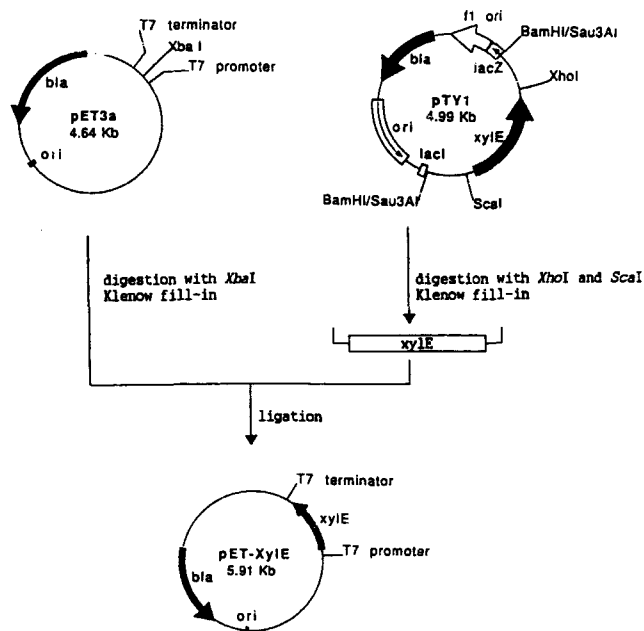 T7 terminator
Xba I
T7 promoter
bla
pET3a
4.64 Kb
ori
f1 ori
BamHI/Sau3AI
lacZ
XhoI
bla
pTY1
4.99 Kb
ori
xylE
lacI
BamHI/Sau3AI
ScaI
digestion with XbaI
Klenow fill-in
digestion with XhoI and ScaI
Klenow fill-in
xylE
ligation
T7 terminator
xylE
pET-XylE
5.91 Kb
T7 promoter
bla
ori